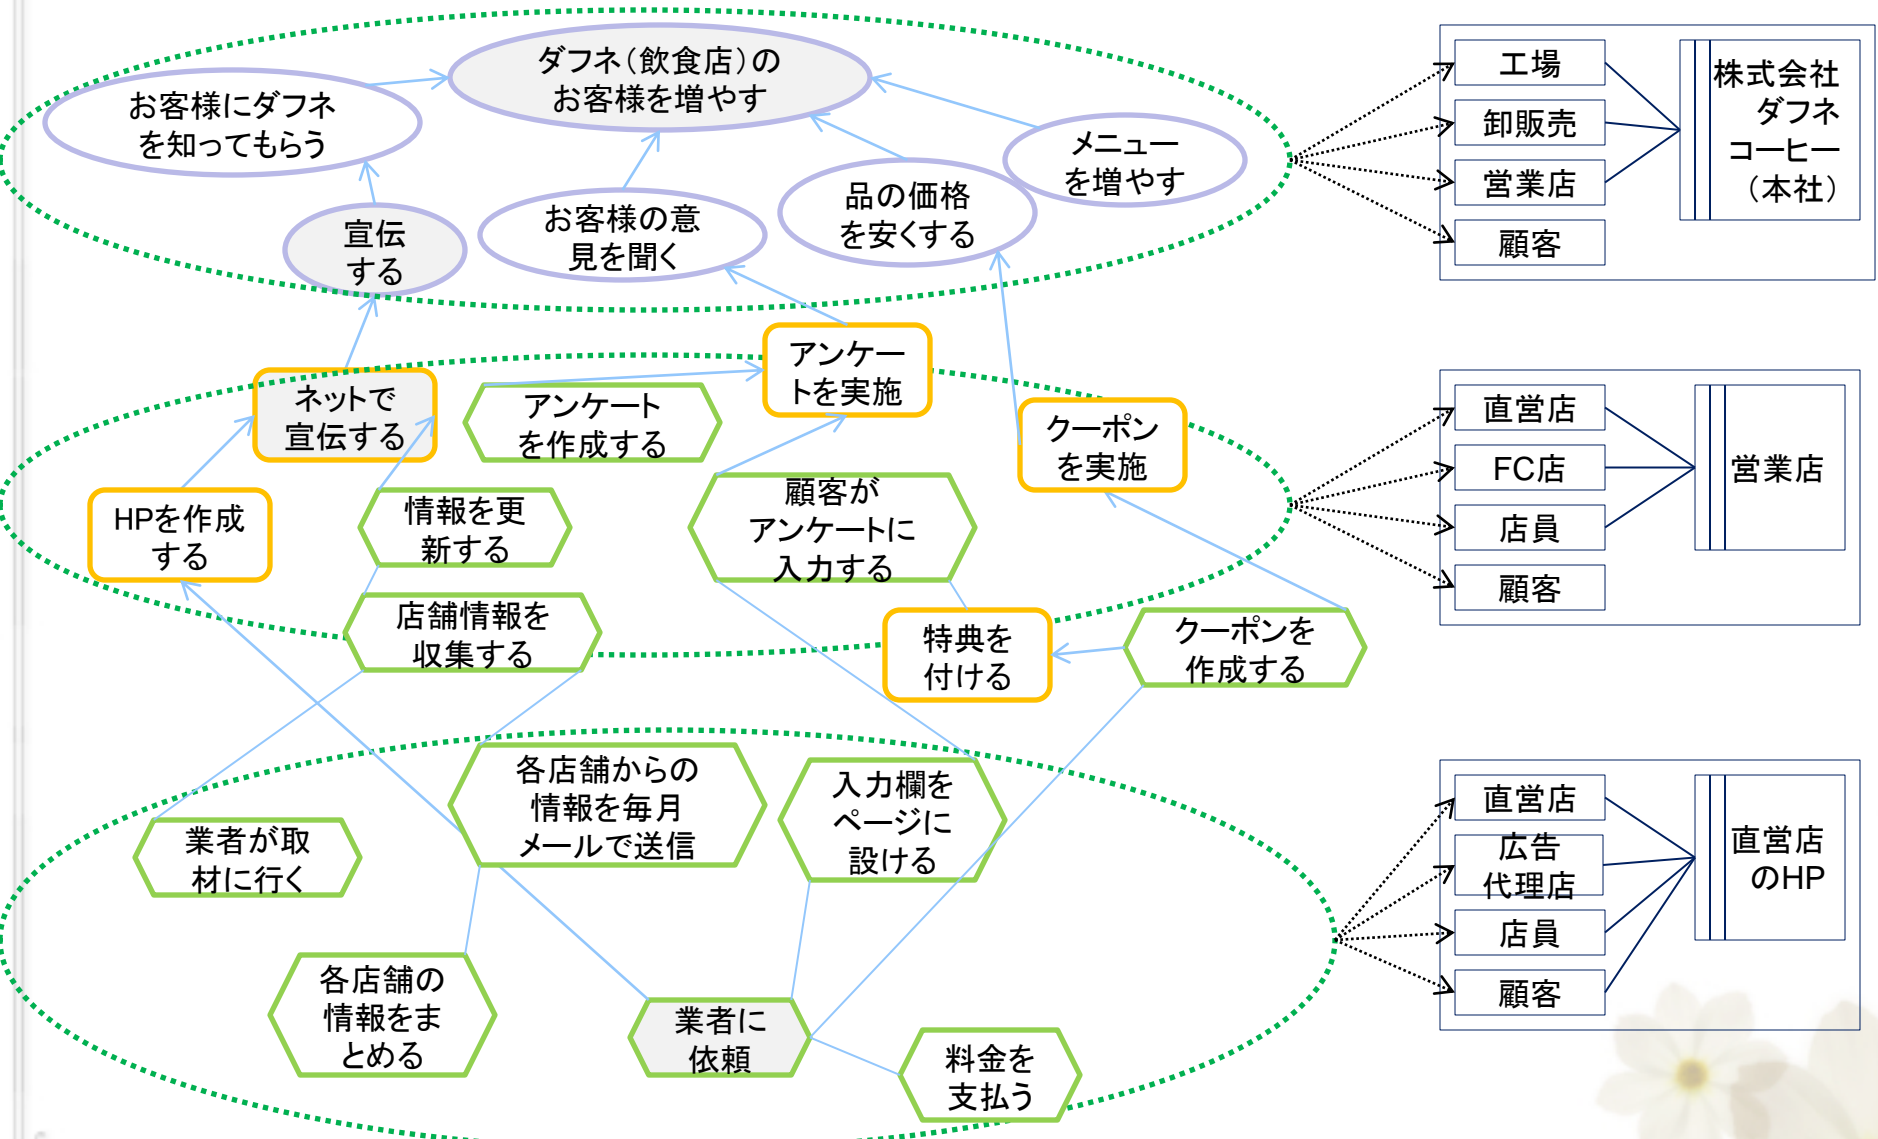 ダフネ（飲食店）の
お客様を増やす
お客様にダフネ
を知ってもらう
メニュー
を増やす
品の価格
を安くする
お客様の意
見を聞く
宣伝
する
工場
卸販売
営業店
顧客
株式会社
ダフネ
コーヒー
（本社）
アンケー
トを実施
ネットで
宣伝する
アンケート
を作成する
クーポン
を実施
HPを作成
する
情報を更
新する
顧客が
アンケートに
入力する
店舗情報を
収集する
特典を
付ける
クーポンを
作成する
直営店
FC店
店員
顧客
営業店
各店舗からの
情報を毎月
メールで送信
入力欄を
ページに
設ける
業者が取
材に行く
各店舗の
情報をま
とめる
業者に
依頼
料金を
支払う
直営店
広告
代理店
店員
顧客
直営店
のHP